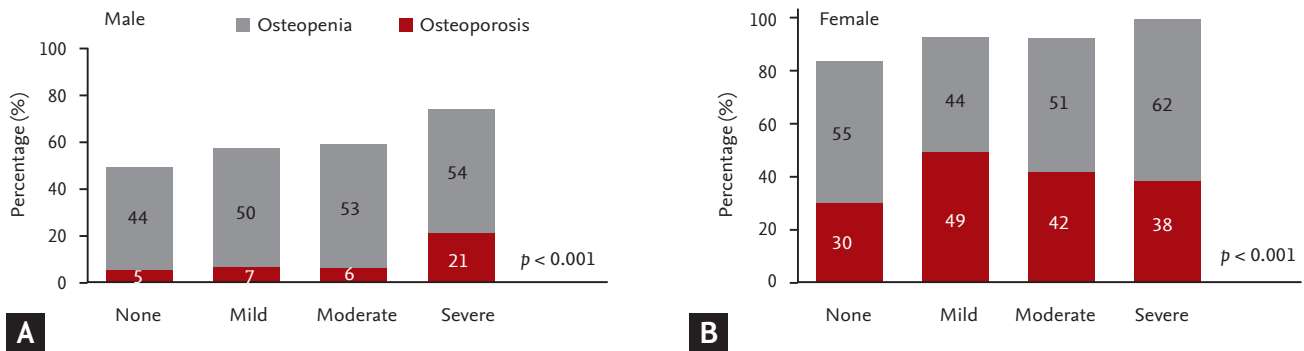 Male
Osteopenia
Osteoporosis
Percentage (%)
100
80
60
40
20
0
44
50
53
54
5
7
6
21
p < 0.001
None
Mild
Moderate
Severe
A
Female
Percentage (%)
100
80
60
40
20
0
55
44
51
62
30
49
42
38
p < 0.001
None
Mild
Moderate
Severe
B